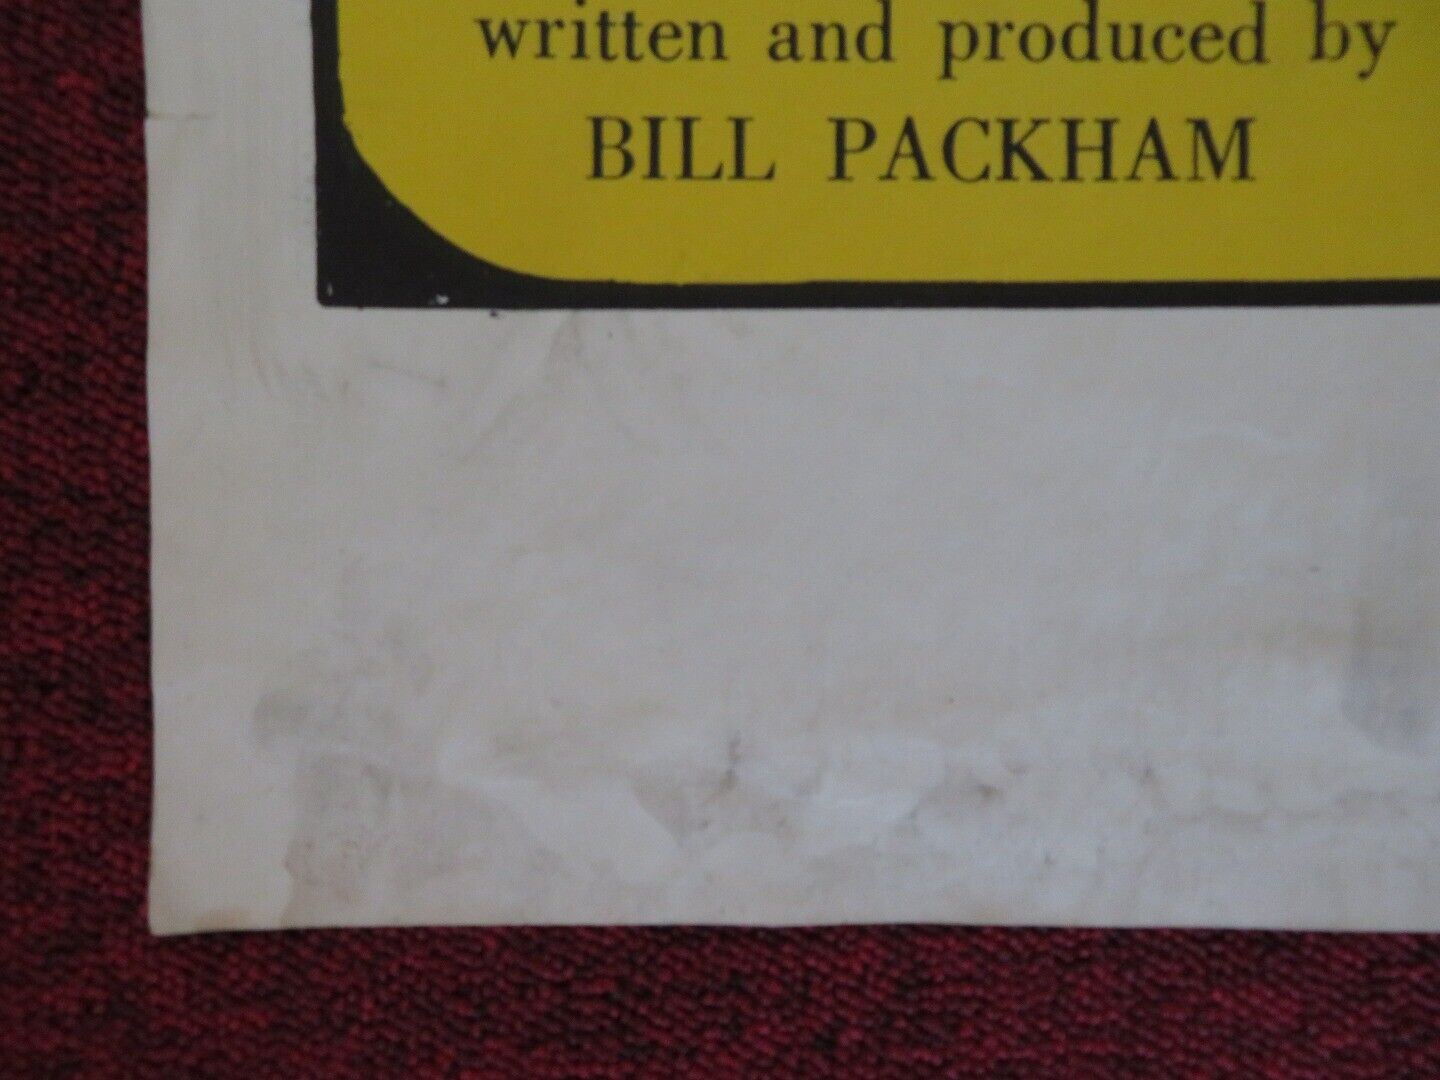 written and produced by
BILL PACKHAM